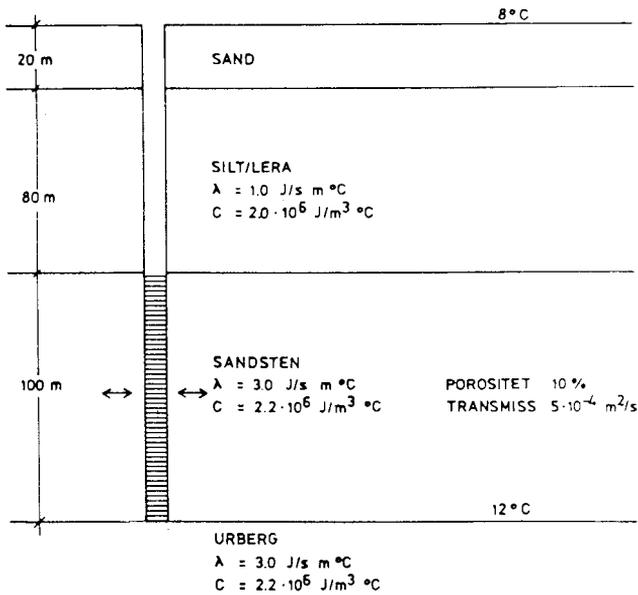 8°C
20 m
SAND
SILT/LERA
λ = 1.0 J/s m °C
80 m
C = 2.0·10⁶ J/m³ °C
SANDSTEN
100 m
λ = 3.0 J/s m °C
POROSITET 10 %
C = 2.2·10⁶ J/m³ °C
TRANSMISS 5·10⁻⁴ m²/s
12°C
URBERG
λ = 3.0 J/s m °C
C = 2.2·10⁶ J/m³ °C